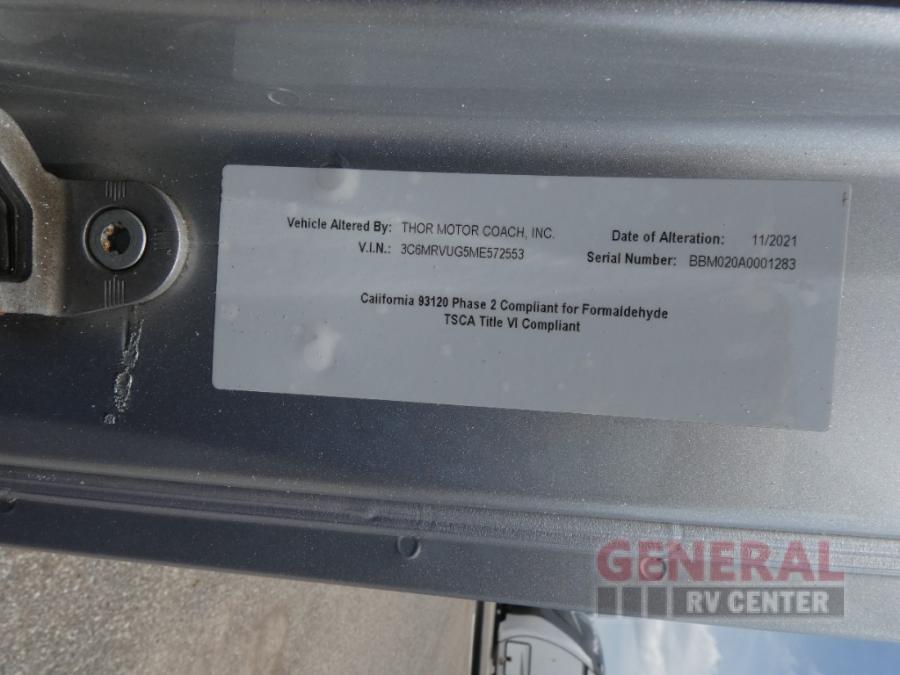 Vehicle Altered By: THOR MOTOR COACH, INC. Date of Alteration: 11/2021
V.I.N.: 3C6MRVUG5ME572553 Serial Number: BBM020A0001283
California 93120 Phase 2 Compliant for Formaldehyde
TSCA Title VI Compliant
GENERAL
RV CENTER